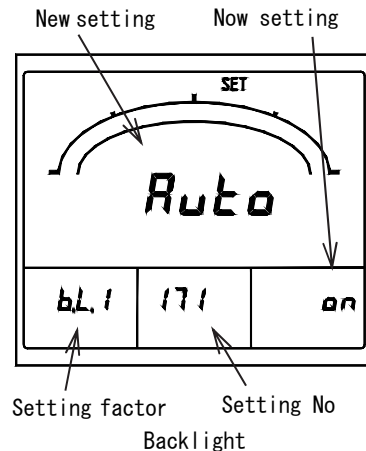 New setting
Now setting
SET
Auto
b.L. 1
171
on
Setting factor
Setting No
Backlight